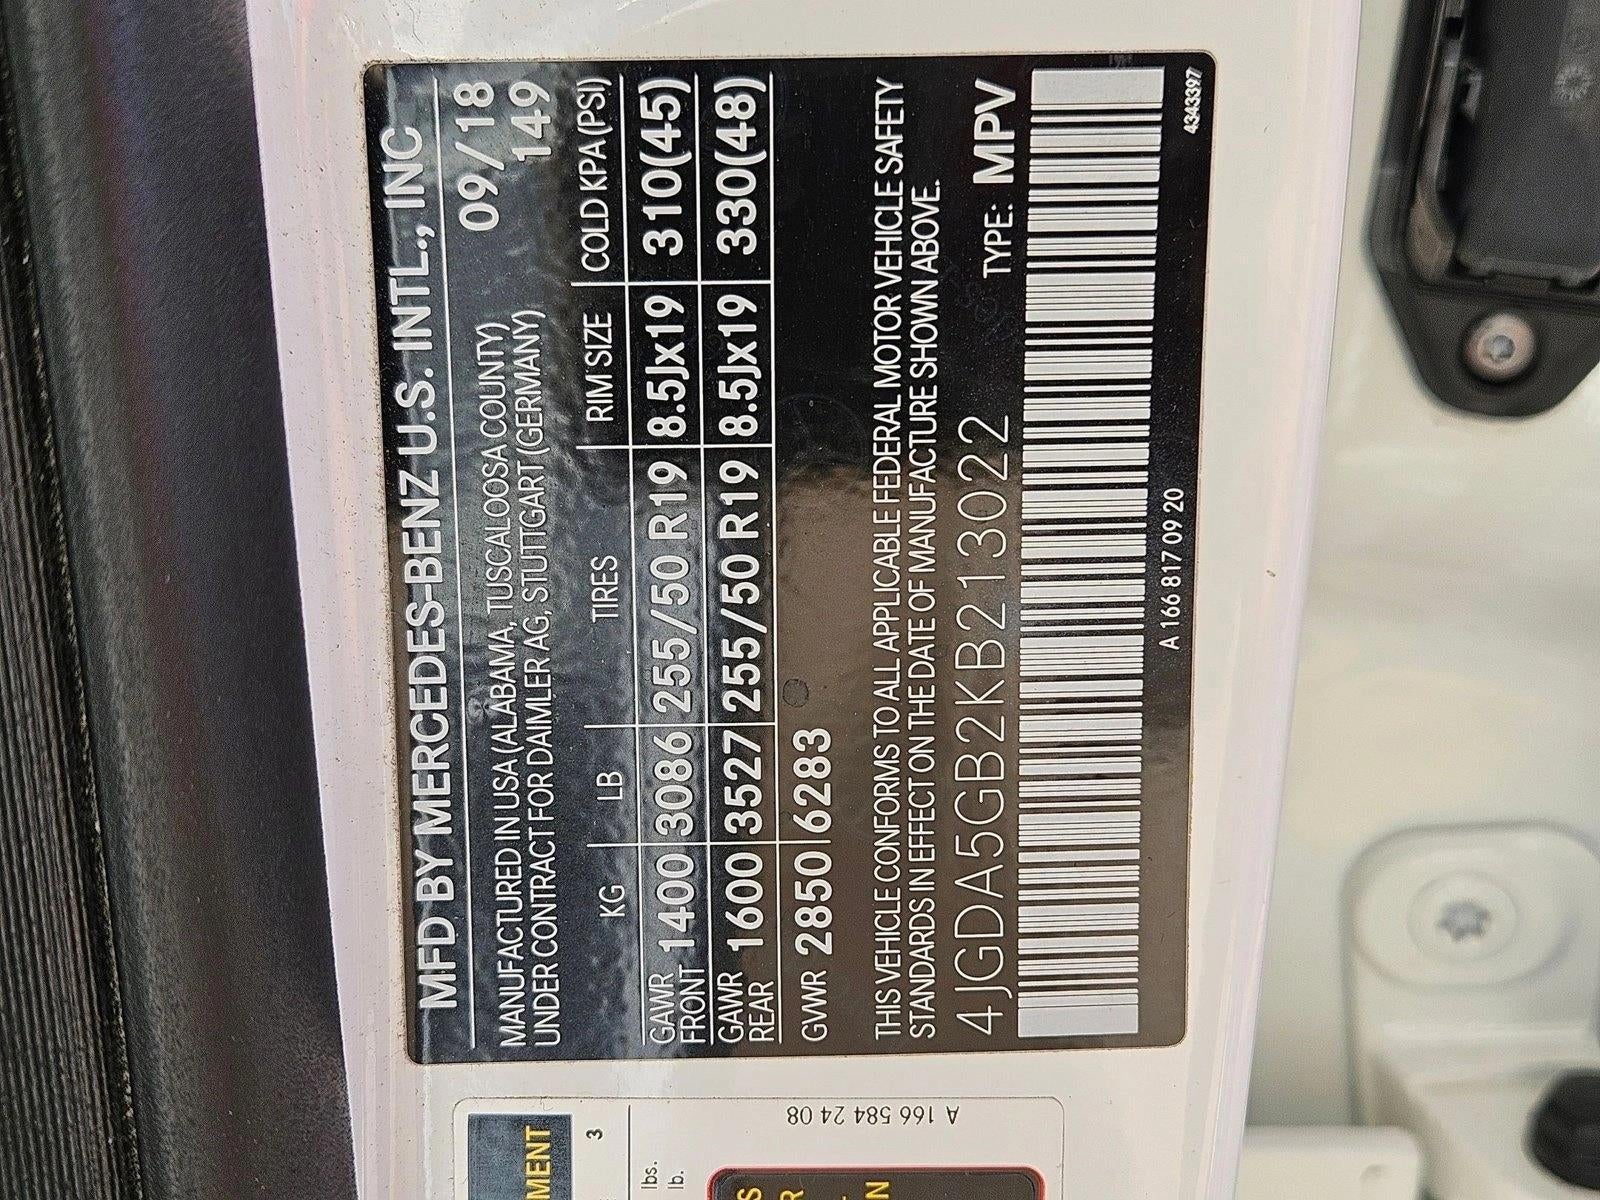 MFD BY MERCEDES-BENZ U.S. INTL., INC
MANUFACTURED IN USA (ALABAMA, TUSCALOOSA COUNTY) 09/18
UNDER CONTRACT FOR DAIMLER AG, STUTTGART (GERMANY) 149
KG LB TIRES RIM SIZE COLD KPA (PSI)
GAWR FRONT 1400 3086 255/50 R19 8.5Jx19 310(45)
GAWR REAR 1600 3527 255/50 R19 8.5Jx19 330(48)
GVWR 2850 6283
THIS VEHICLE CONFORMS TO ALL APPLICABLE FEDERAL MOTOR VEHICLE SAFETY
STANDARDS IN EFFECT ON THE DATE OF MANUFACTURE SHOWN ABOVE.
4JGDA5GB2KB213022 TYPE: MPV
A 166 817 09 20
4343397
A 166 584 24 08
MENT
3
lbs.
lb.
S
R
N